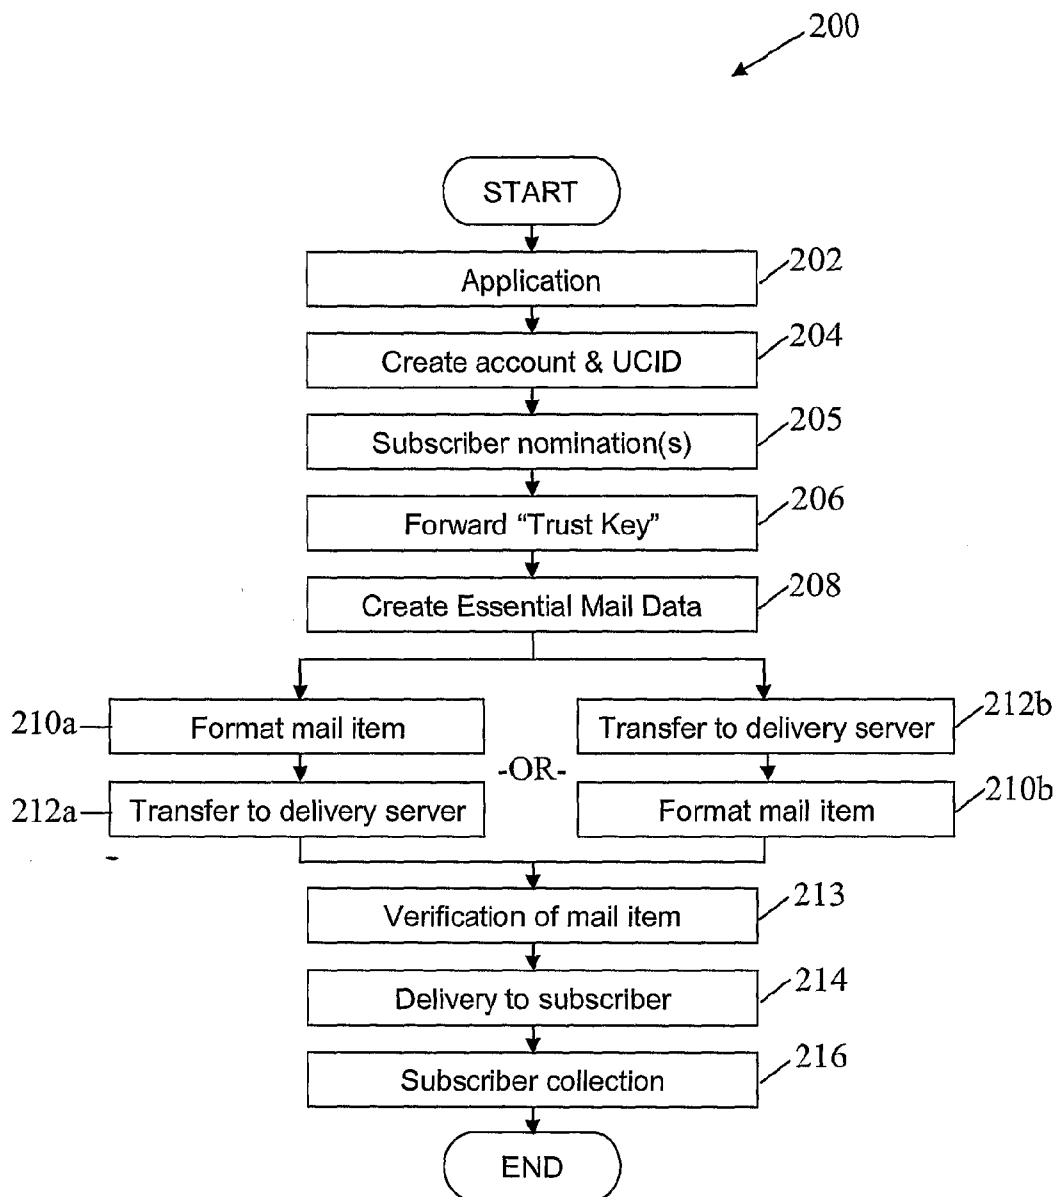 200
START
Application
202
Create account & UCID
204
Subscriber nomination(s)
205
Forward “Trust Key”
206
Create Essential Mail Data
208
210a
Format mail item
Transfer to delivery server
212b
-OR-
212a
Transfer to delivery server
Format mail item
210b
Verification of mail item
213
Delivery to subscriber
214
Subscriber collection
216
END